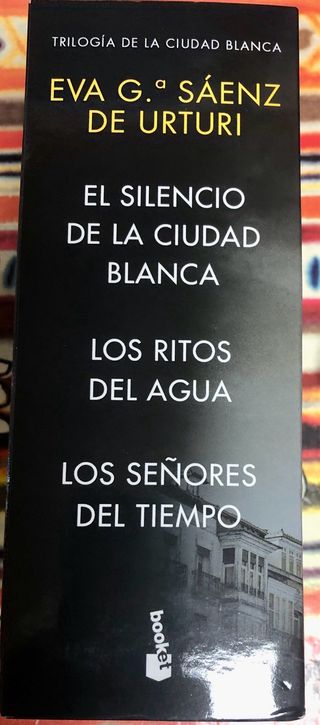 TRILOGÍA DE LA CIUDAD BLANCA
EVA G.ª SÁENZ
DE URTURI
EL SILENCIO
DE LA CIUDAD
BLANCA
LOS RITOS
DEL AGUA
LOS SEÑORES
DEL TIEMPO
booket